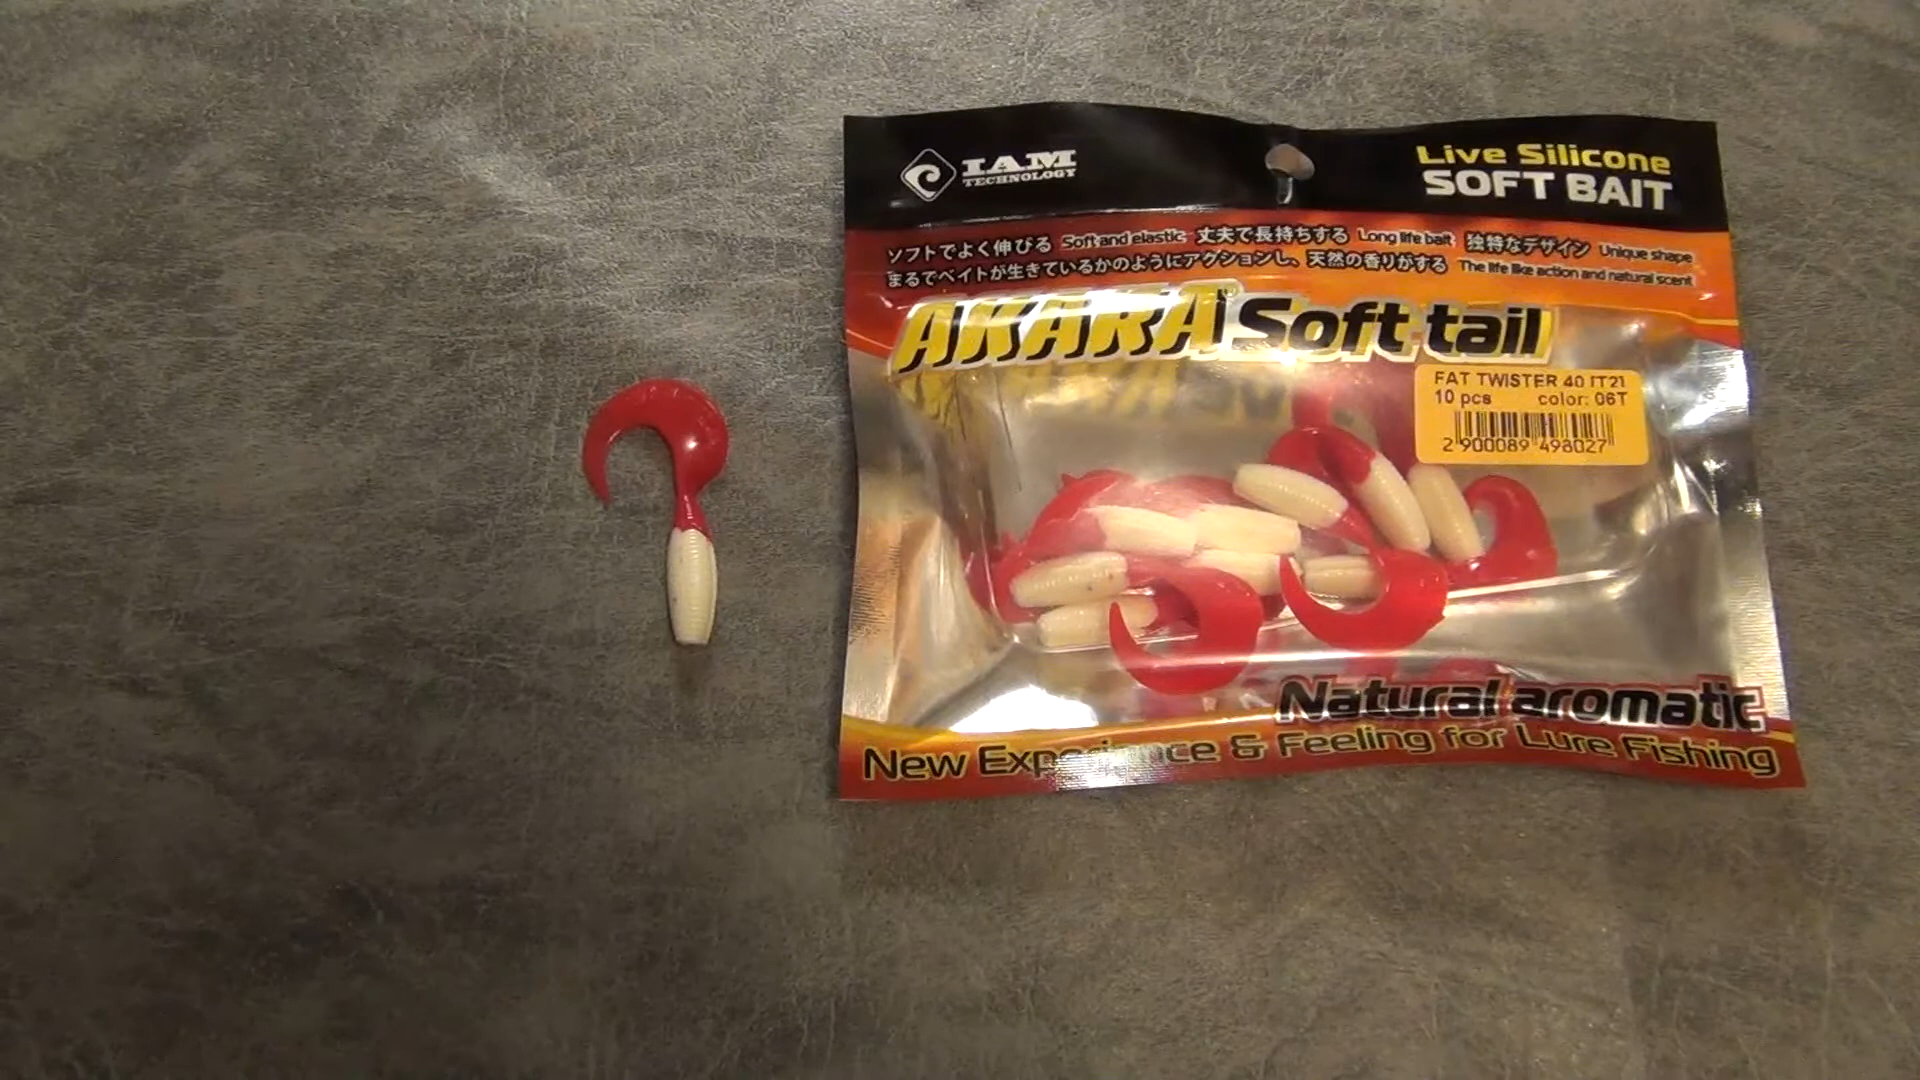 IAM
TECHNOLOGY
Live Silicone
SOFT BAIT
ソフトでよく伸びる Soft and elastic 丈夫で長持ちする Long life bait 独特なデザイン Unique shape
まるでベイトが生きているかのようにアクションし、天然の香りがする The life like action and natural scent
AKARA Soft tail
FAT TWISTER 40 (T2)
10 pcs color: 06T
2 900089 498027
Natural aromatic
New Experience & Feeling for Lure Fishing